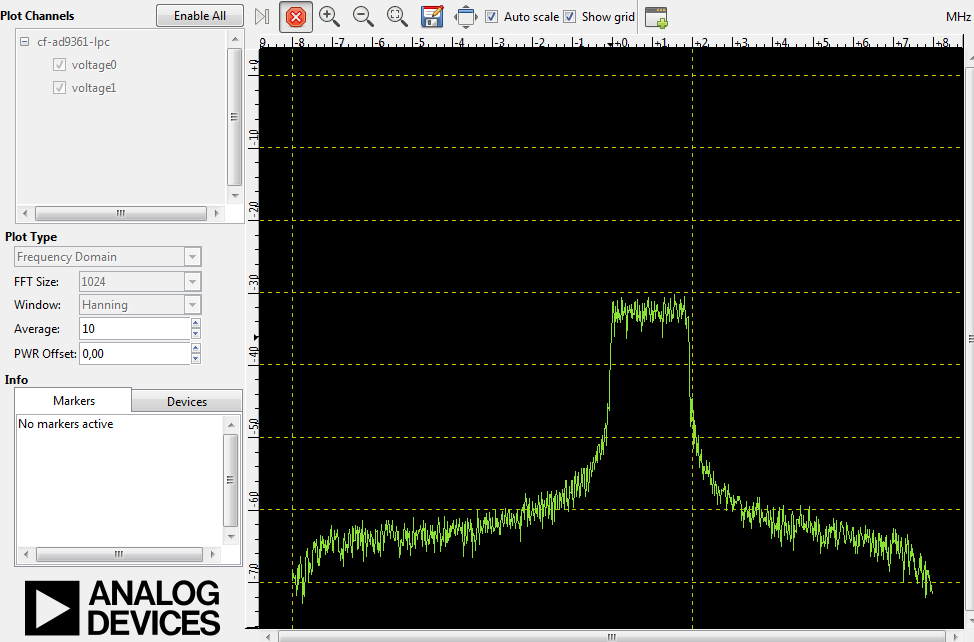 Plot Channels
Enable All
Auto scale
Show grid
MHz
cf-ad9361-lpc
voltage0
voltage1
9 -8 -7 -6 -5 -4 -3 -2 -1 +0 +1 +2 +3 +4 +5 +6 +7 +8
+0
-10
-20
-30
-40
-50
-60
-70
Plot Type
Frequency Domain
FFT Size: 1024
Window: Hanning
Average: 10
PWR Offset: 0,00
Info
Markers
Devices
No markers active
ANALOG
DEVICES